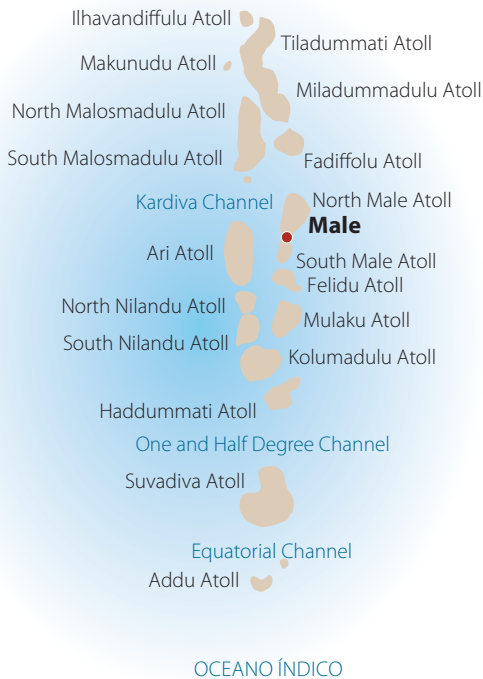 Ilhavandiffulu Atoll
Tiladummati Atoll
Makunudu Atoll
Miladummadulu Atoll
North Malosmadulu Atoll
South Malosmadulu Atoll
Fadiffolu Atoll
Kardiva Channel
North Male Atoll
Male
Ari Atoll
South Male Atoll
Felidu Atoll
North Nilandu Atoll
Mulaku Atoll
South Nilandu Atoll
Kolumadulu Atoll
Haddummati Atoll
One and Half Degree Channel
Suvadiva Atoll
Equatorial Channel
Addu Atoll
OCEANO ÍNDICO